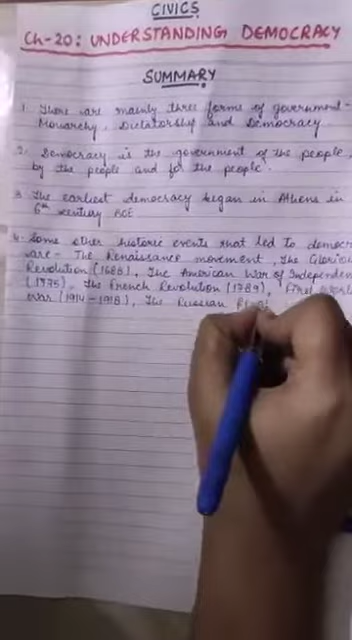 CIVICS
Ch-20: UNDERSTANDING DEMOCRACY
SUMMARY
1. There are mainly three forms of government-
Monarchy, Dictatorship and Democracy
2. Democracy is the government of the people,
by the people and for the people.
3. The earliest democracy began in Athens in
6th century BCE
4. Some other historic events that led to democr
are - The Renaissance movement, The Glorio
Revolution (1688), The American War of Independen
(1775), The French Revolution (1789), First Worl
War (1914-1918), The Russian